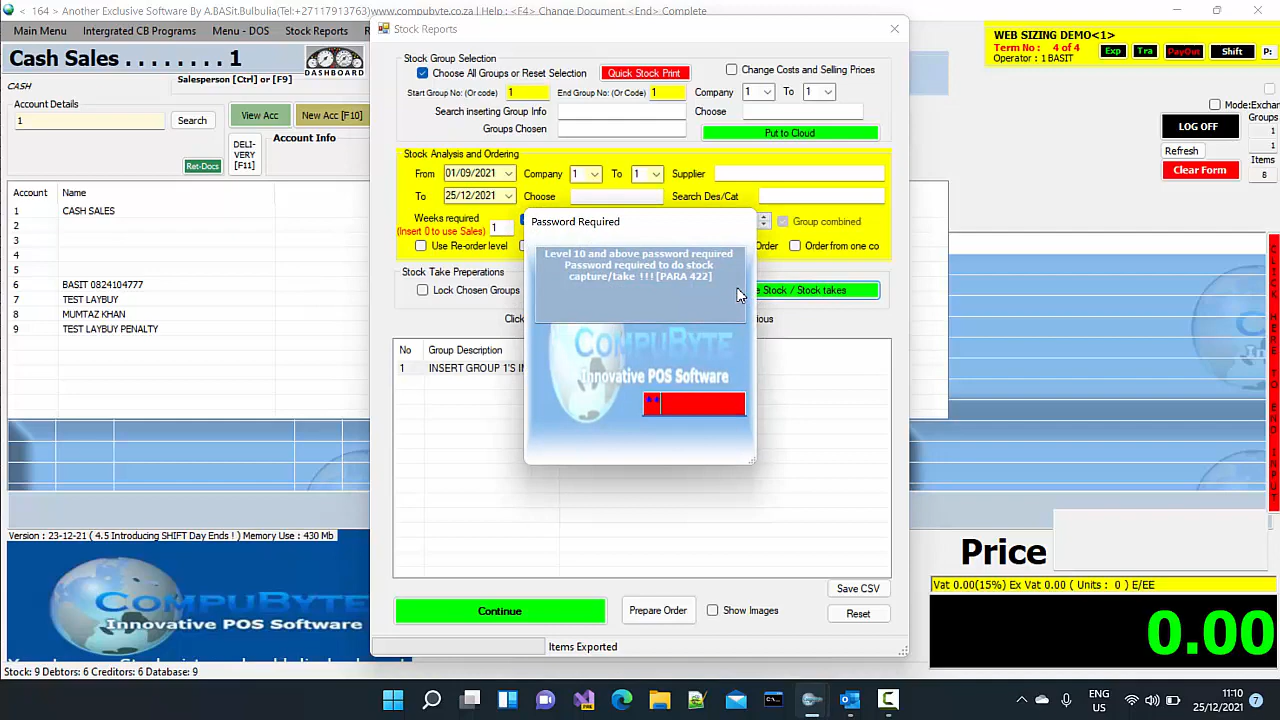 < 164 > Another Exclusive Software By A.BASit.Bulbulia(Tel:+27117913763) www.compubyte.co.za | Help : <F4> Change Document <End> Complete
Main Menu
Intergrated CB Programs
Menu - DOS
Stock Reports
Cash Sales . . . . . . . . 1
DASHBOARD
Salesperson [Ctrl] or [F9]
CASH
Account Details
1
Search
View Acc
New Acc [F10]
Ret-Docs
DELI-
VERY
[F11]
Account Info
Account Name
1 CASH SALES
2
3
4
5
6 BASIT 0824104777
7 TEST LAYBUY
8 MUMTAZ KHAN
9 TEST LAYBUY PENALTY
Version : 23-12-21 ( 4.5 Introducing SHIFT Day Ends ! ) Memory Use : 430 Mb
COMPUBYTE
Innovative POS Software
Stock: 9 Debtors: 6 Creditors: 6 Database: 9
Stock Reports
Stock Group Selection
Choose All Groups or Reset Selection
Quick Stock Print
Change Costs and Selling Prices
Start Group No: (Or code) 1
End Group No: (Or Code) 1
Company 1 To 1
Search inserting Group Info
Choose
Groups Chosen
Put to Cloud
Stock Analysis and Ordering
From 01/09/2021 Company 1 To 1 Supplier
To 25/12/2021 Choose Search Des/Cat
Weeks required
(Insert 0 to use Sales) 1
Group combined
Use Re-order level
Order
Order from one co
Stock Take Preperations
Lock Chosen Groups
e Stock / Stock takes
Click
ious
No Group Description
1 INSERT GROUP 1'S I
Password Required
Level 10 and above password required
Password required to do stock
capture/take !!! [PARA 422]
COMPUBYTE
Innovative POS Software
**
Save CSV
Continue
Prepare Order
Show Images
Reset
Items Exported
WEB SIZING DEMO<1>
Term No : 4 of 4
Operator : 1 BASIT
Exp
Tra
PayOut
Shift
P:
Mode:Exchan
LOG OFF
Groups
1
Refresh
1
Clear Form
Items
8
CLICK HERE TO END INPUT
Price
Vat 0.00(15%) Ex Vat 0.00 ( Units : 0 ) E/EE
0.00
ENG
US
11:10
25/12/2021
7